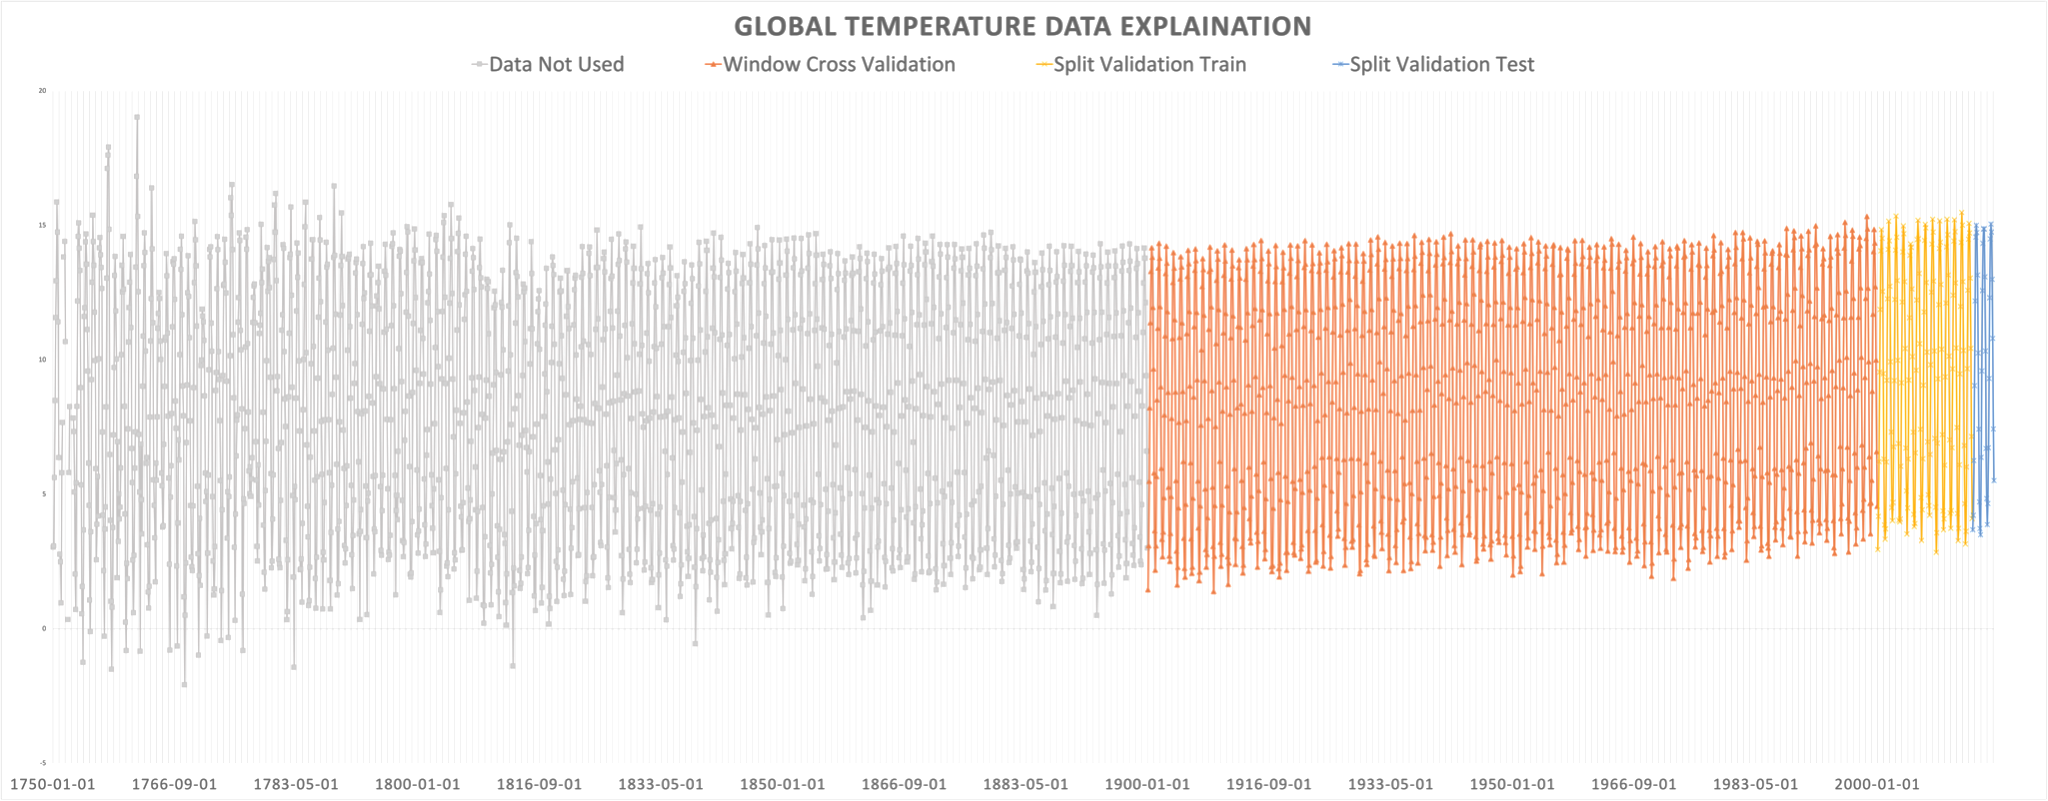 GLOBAL TEMPERATURE DATA EXPLAINATION
Data Not Used Window Cross Validation Split Validation Train Split Validation Test
20
15
10
5
0
-5
1750-01-01 1766-09-01 1783-05-01 1800-01-01 1816-09-01 1833-05-01 1850-01-01 1866-09-01 1883-05-01 1900-01-01 1916-09-01 1933-05-01 1950-01-01 1966-09-01 1983-05-01 2000-01-01